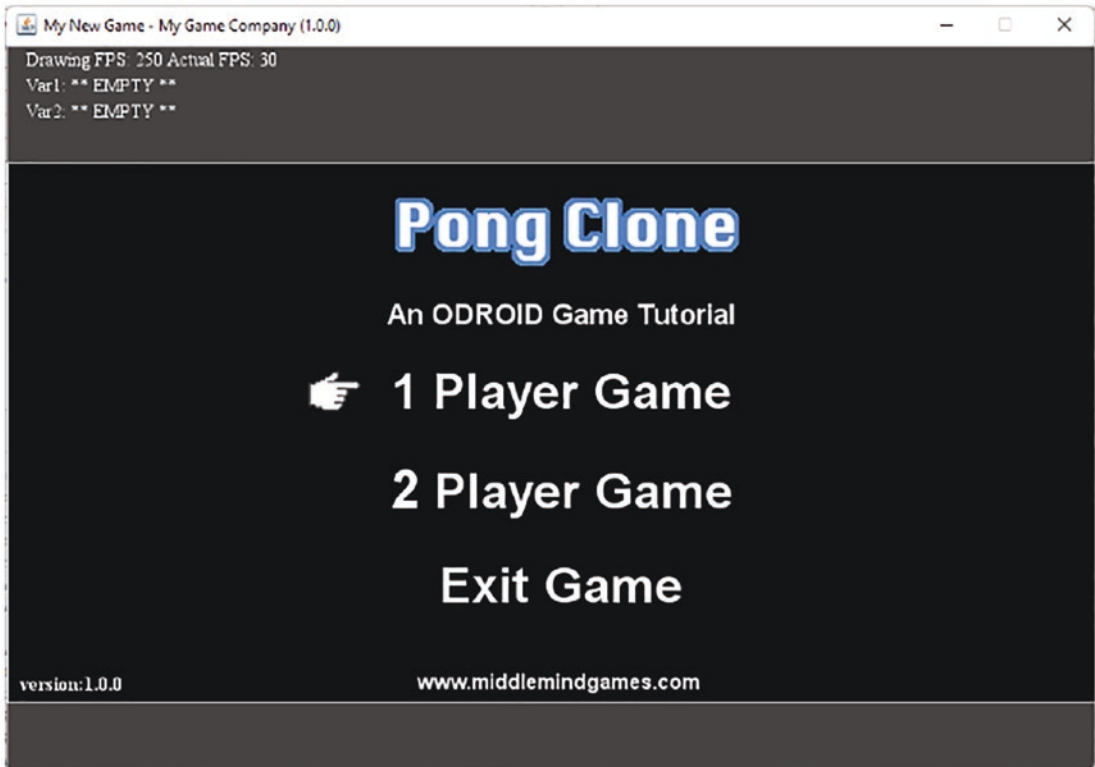 My New Game - My Game Company (1.0.0)
Drawing FPS: 250 Actual FPS: 30
Var1: ** EMPTY **
Var2: ** EMPTY **
Pong Clone
An ODROID Game Tutorial
1 Player Game
2 Player Game
Exit Game
version:1.0.0
www.middlemindgames.com